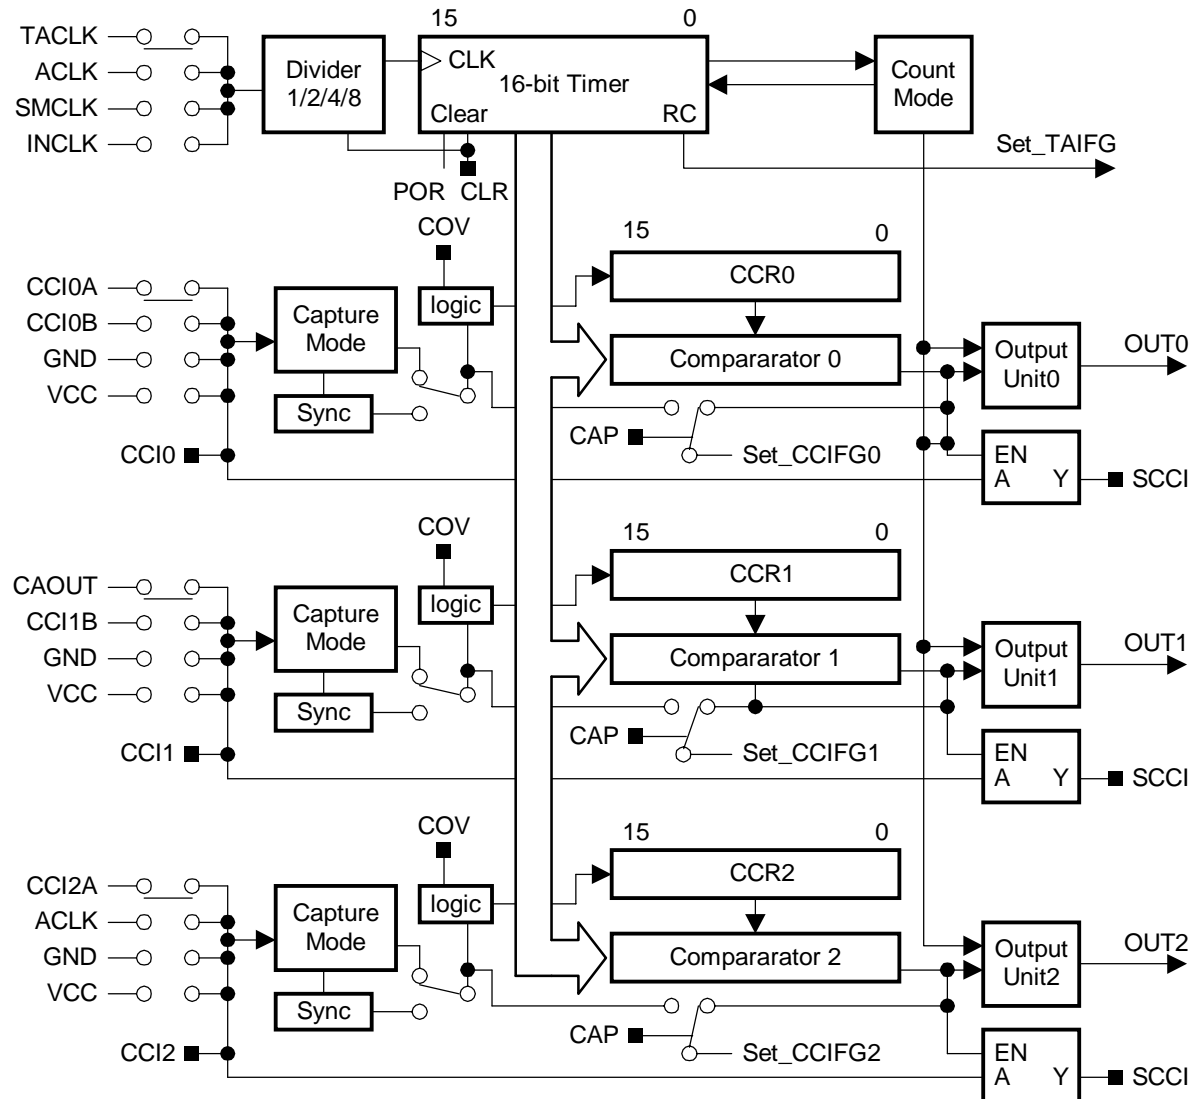 15 0
TACLK
ACLK
SMCLK
INCLK
Divider
1/2/4/8
CLK
16-bit Timer
Clear RC
Count
Mode
Set_TAIFG
POR CLR
COV
15 0
CCI0A
CCI0B
GND
VCC
CCI0
Capture
Mode
Sync
logic
CCR0
Compararator 0
CAP
Set_CCIFG0
Output
Unit0
OUT0
EN
A Y
SCCI
COV
15 0
CAOUT
CCI1B
GND
VCC
CCI1
Capture
Mode
Sync
logic
CCR1
Compararator 1
CAP
Set_CCIFG1
Output
Unit1
OUT1
EN
A Y
SCCI
COV
15 0
CCI2A
ACLK
GND
VCC
CCI2
Capture
Mode
Sync
logic
CCR2
Compararator 2
CAP
Set_CCIFG2
Output
Unit2
OUT2
EN
A Y
SCCI